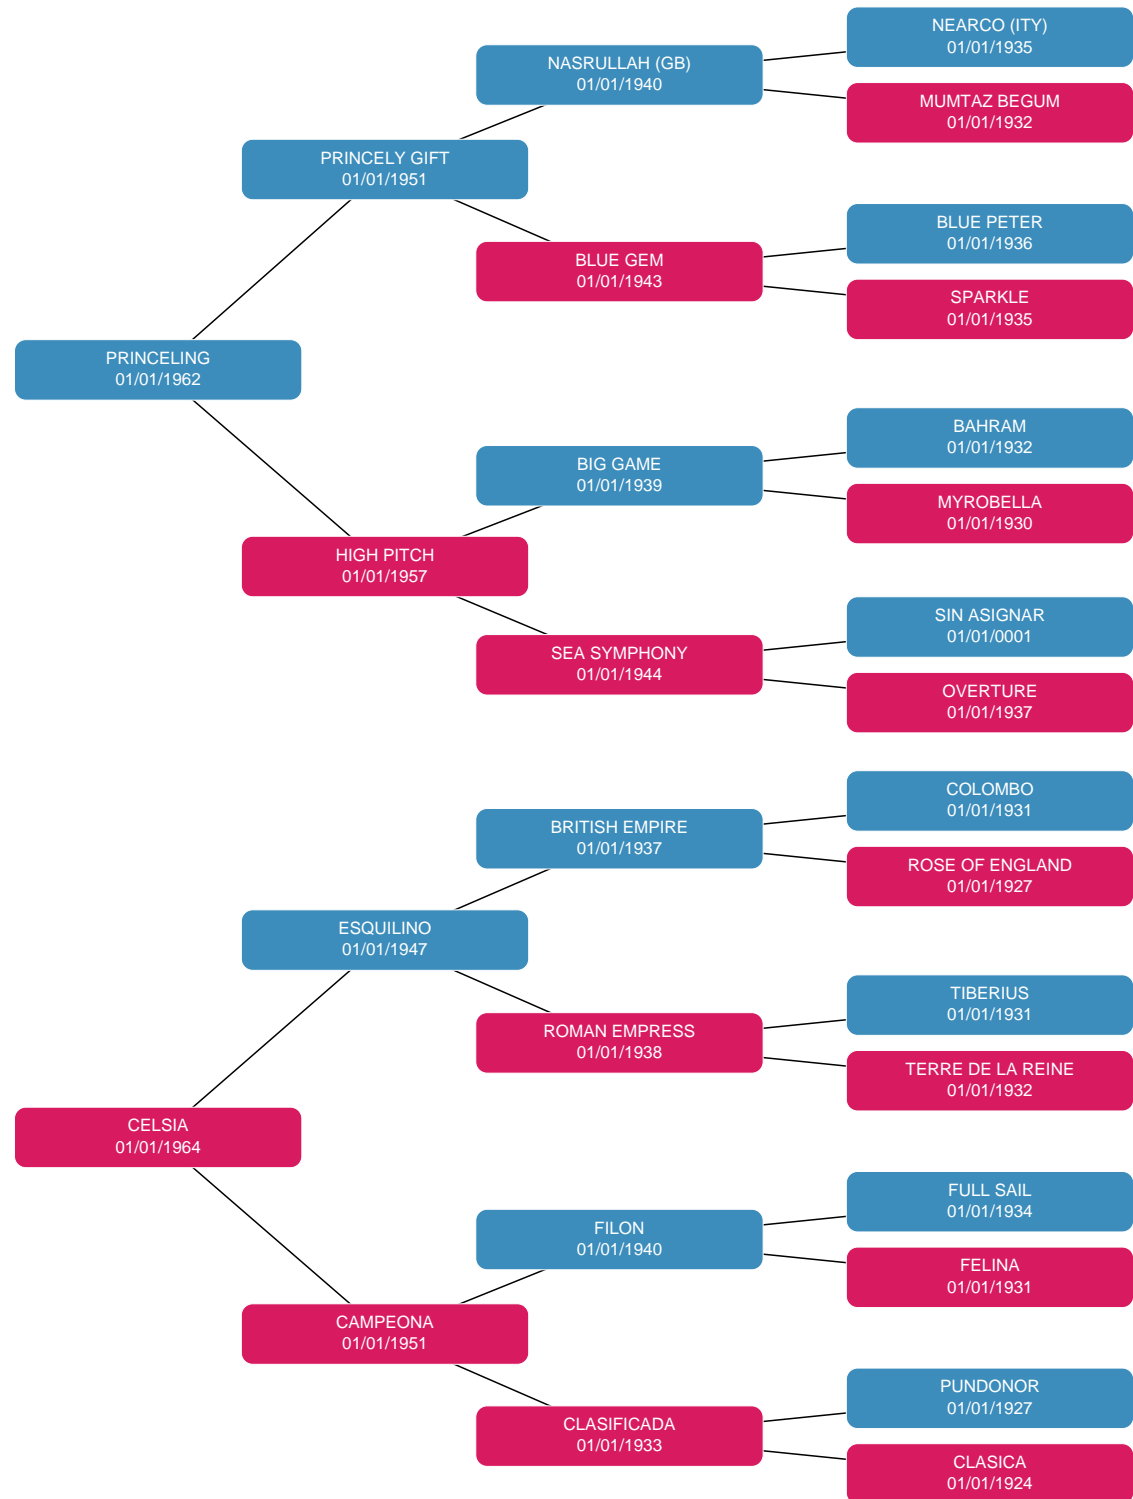 NEARCO (ITY)
01/01/1935
NASRULLAH (GB)
01/01/1940
MUMTAZ BEGUM
01/01/1932
PRINCELY GIFT
01/01/1951
BLUE PETER
01/01/1936
BLUE GEM
01/01/1943
SPARKLE
01/01/1935
PRINCELING
01/01/1962
BAHRAM
01/01/1932
BIG GAME
01/01/1939
MYROBELLA
01/01/1930
HIGH PITCH
01/01/1957
SIN ASIGNAR
01/01/0001
SEA SYMPHONY
01/01/1944
OVERTURE
01/01/1937
COLOMBO
01/01/1931
BRITISH EMPIRE
01/01/1937
ROSE OF ENGLAND
01/01/1927
ESQUILINO
01/01/1947
TIBERIUS
01/01/1931
ROMAN EMPRESS
01/01/1938
TERRE DE LA REINE
01/01/1932
CELSIA
01/01/1964
FULL SAIL
01/01/1934
FILON
01/01/1940
FELINA
01/01/1931
CAMPEONA
01/01/1951
PUNDONOR
01/01/1927
CLASIFICADA
01/01/1933
CLASICA
01/01/1924